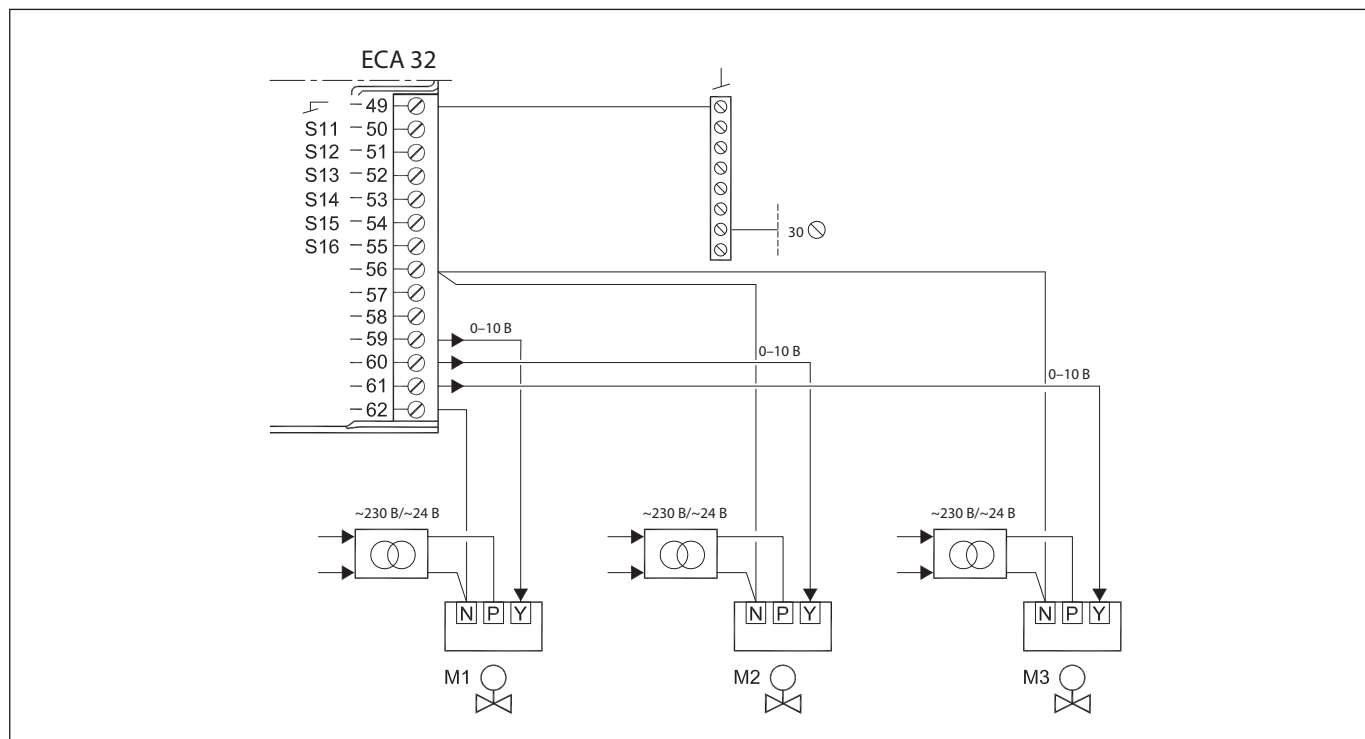 ECA 32
49
S11 50
S12 51
S13 52
S14 53
S15 54
S16 55
30
56
57
58
59 0–10 В
60 0–10 В
61 0–10 В
62
~230 В/~24 В ~230 В/~24 В ~230 В/~24 В
N P Y N P Y N P Y
M1 M2 M3